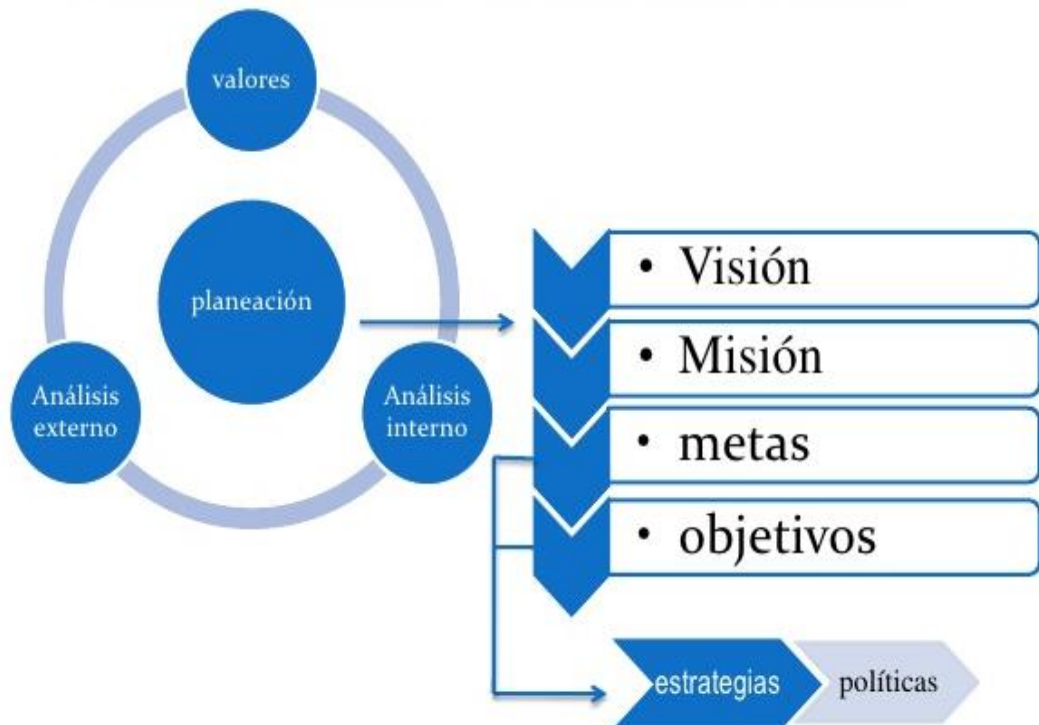 valores
planeación
Análisis
externo
Análisis
interno
• Visión
• Misión
• metas
• objetivos
estrategias
políticas